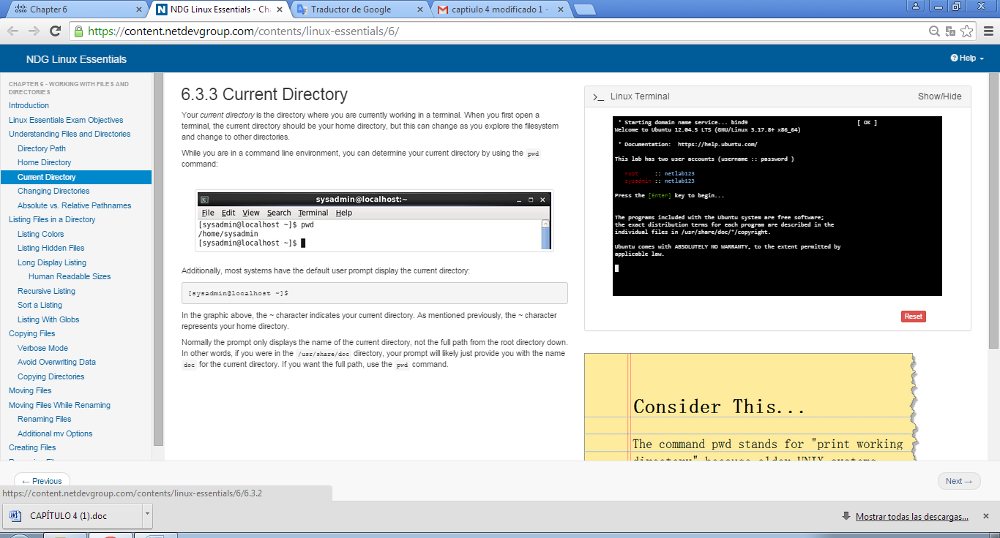 Chapter 6
NDG Linux Essentials - Ch
Traductor de Google
captiulo 4 modificado 1 -
https://content.netdevgroup.com/contents/linux-essentials/6/
NDG Linux Essentials
Help
CHAPTER 6 - WORKING WITH FILES AND
DIRECTORIES
Introduction
Linux Essentials Exam Objectives
Understanding Files and Directories
Directory Path
Home Directory
Current Directory
Changing Directories
Absolute vs. Relative Pathnames
Listing Files in a Directory
Listing Colors
Listing Hidden Files
Long Display Listing
Human Readable Sizes
Recursive Listing
Sort a Listing
Listing With Globs
Copying Files
Verbose Mode
Avoid Overwriting Data
Copying Directories
Moving Files
Moving Files While Renaming
Renaming Files
Additional mv Options
Creating Files
6.3.3 Current Directory
Your current directory is the directory where you are currently working in a terminal. When you first open a
terminal, the current directory should be your home directory, but this can change as you explore the filesystem
and change to other directories.
While you are in a command line environment, you can determine your current directory by using the pwd
command:
sysadmin@localhost:~
File Edit View Search Terminal Help
[sysadmin@localhost ~]$ pwd
/home/sysadmin
[sysadmin@localhost ~]$
Additionally, most systems have the default user prompt display the current directory:
[sysadmin@localhost ~]$
In the graphic above, the ~ character indicates your current directory. As mentioned previously, the ~ character
represents your home directory.
Normally the prompt only displays the name of the current directory, not the full path from the root directory down.
In other words, if you were in the /usr/share/doc directory, your prompt will likely just provide you with the name
doc for the current directory. If you want the full path, use the pwd command.
>_ Linux Terminal
Show/Hide
* Starting domain name service... bind9 [ OK ]
Welcome to Ubuntu 12.04.5 LTS (GNU/Linux 3.17.8+ x86_64)
* Documentation: https://help.ubuntu.com/
This lab has two user accounts (username :: password )
root :: netlab123
sysadmin :: netlab123
Press the [Enter] key to begin...
The programs included with the Ubuntu system are free software;
the exact distribution terms for each program are described in the
individual files in /usr/share/doc/*/copyright.
Ubuntu comes with ABSOLUTELY NO WARRANTY, to the extent permitted by
applicable law.
Reset
Consider This...
The command pwd stands for "print working
directory" because older UNIX systems
← Previous
Next →
https://content.netdevgroup.com/contents/linux-essentials/6/6.3.2
CAPÍTULO 4 (1).doc
Mostrar todas las descargas...